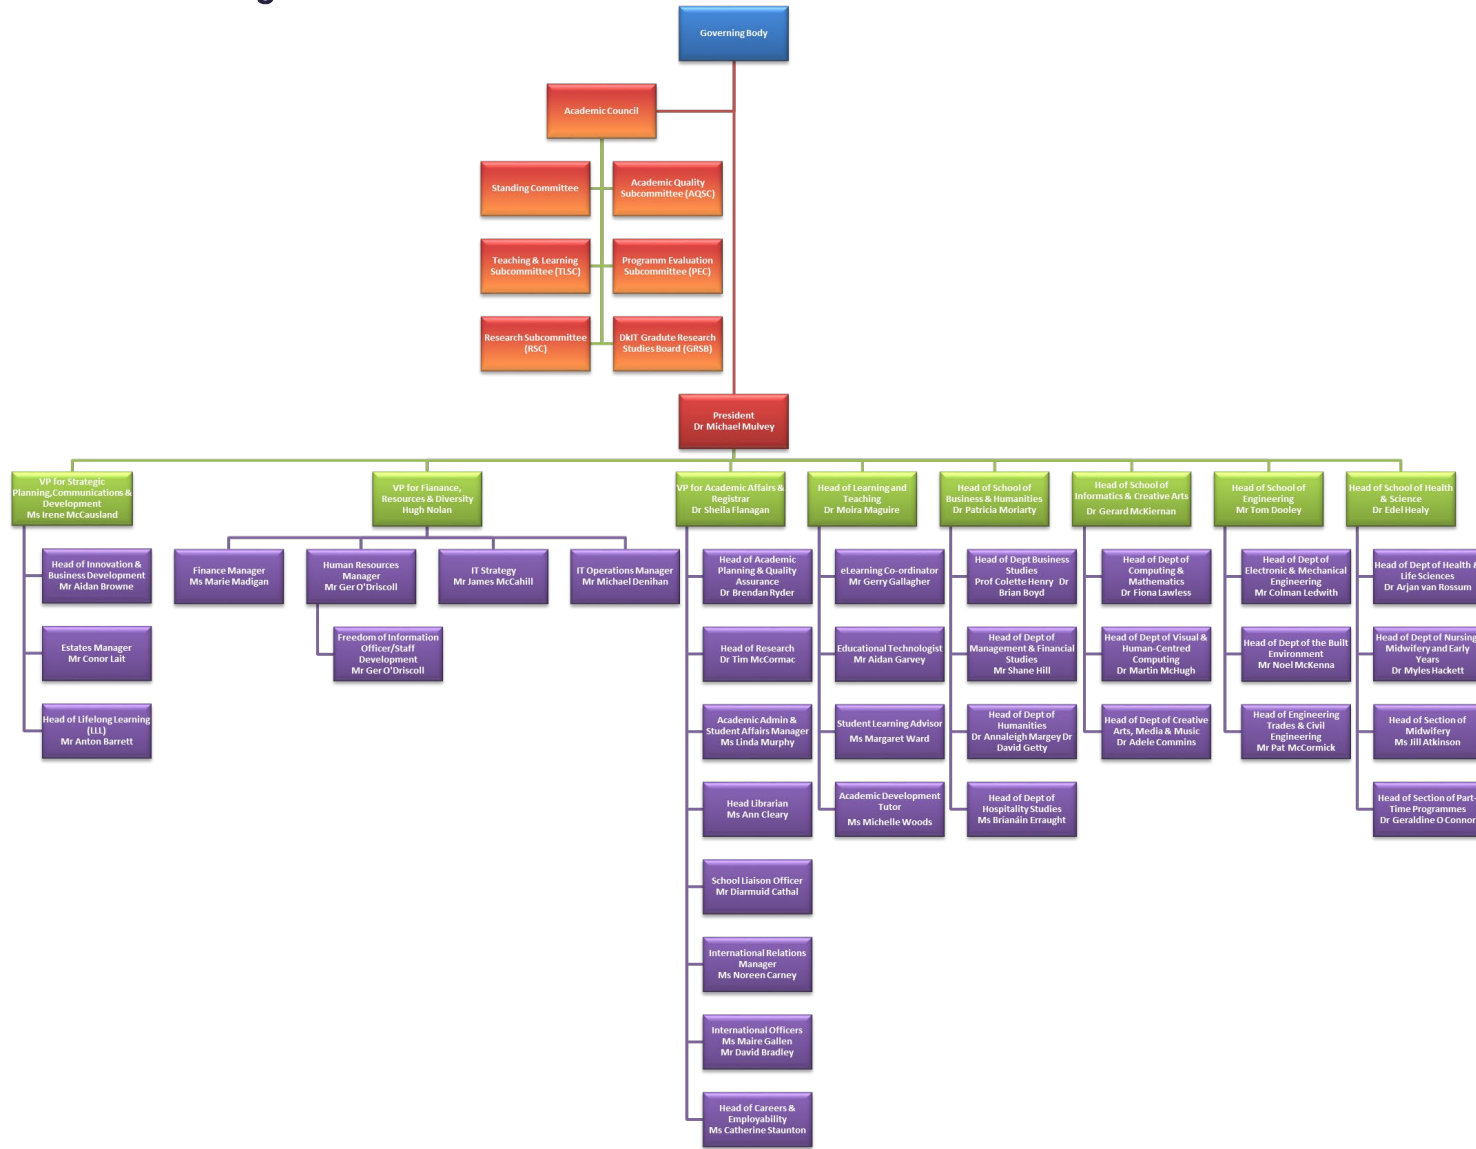 Governing Body
Academic Council
Standing Committee
Academic Quality
Subcommittee (AQSC)
Teaching & Learning
Subcommittee (TLSC)
Programm Evaluation
Subcommittee (PEC)
Research Subcommittee
(RSC)
DkIT Gradute Research
Studies Board (GRSB)
President
Dr Michael Mulvey
VP for Strategic
Planning,Communications &
Development
Ms Irene McCausland
VP for Fianance,
Resources & Diversity
Hugh Nolan
VP for Academic Affairs &
Registrar
Dr Sheila Flanagan
Head of Learning and
Teaching
Dr Moira Maguire
Head of School of
Business & Humanities
Dr Patricia Moriarty
Head of School of
Informatics & Creative Arts
Dr Gerard McKiernan
Head of School of
Engineering
Mr Tom Dooley
Head of School of Health
& Science
Dr Edel Healy
Head of Innovation &
Business Development
Mr Aidan Browne
Estates Manager
Mr Conor Lait
Head of Lifelong Learning
(LLL)
Mr Anton Barrett
Finance Manager
Ms Marie Madigan
Human Resources
Manager
Mr Ger O'Driscoll
Freedom of Information
Officer/Staff
Development
Mr Ger O'Driscoll
IT Strategy
Mr James McCahill
IT Operations Manager
Mr Michael Denihan
Head of Academic
Planning & Quality
Assurance
Dr Brendan Ryder
Head of Research
Dr Tim McCormac
Academic Admin &
Student Affairs Manager
Ms Linda Murphy
Head Librarian
Ms Ann Cleary
School Liaison Officer
Mr Diarmuid Cathal
International Relations
Manager
Ms Noreen Carney
International Officers
Ms Maire Gallen
Mr David Bradley
Head of Careers &
Employability
Ms Catherine Staunton
eLearning Co-ordinator
Mr Gerry Gallagher
Educational Technologist
Mr Aidan Garvey
Student Learning Advisor
Ms Margaret Ward
Academic Development
Tutor
Ms Michelle Woods
Head of Dept Business
Studies
Prof Colette Henry Dr
Brian Boyd
Head of Dept of
Management & Financial
Studies
Mr Shane Hill
Head of Dept of
Humanities
Dr Annaleigh Margey Dr
David Getty
Head of Dept of
Hospitality Studies
Ms Brianáin Erraught
Head of Dept of
Computing &
Mathematics
Dr Fiona Lawless
Head of Dept of Visual &
Human-Centred
Computing
Dr Martin McHugh
Head of Dept of Creative
Arts, Media & Music
Dr Adele Commins
Head of Dept of
Electronic & Mechanical
Engineering
Mr Colman Ledwith
Head of Dept of the Built
Environment
Mr Noel McKenna
Head of Engineering
Trades & Civil
Engineering
Mr Pat McCormick
Head of Dept of Health &
Life Sciences
Dr Arjan van Rossum
Head of Dept of Nursing
Midwifery and Early
Years
Dr Myles Hackett
Head of Section of
Midwifery
Ms Jill Atkinson
Head of Section of Part-
Time Programmes
Dr Geraldine O Connor